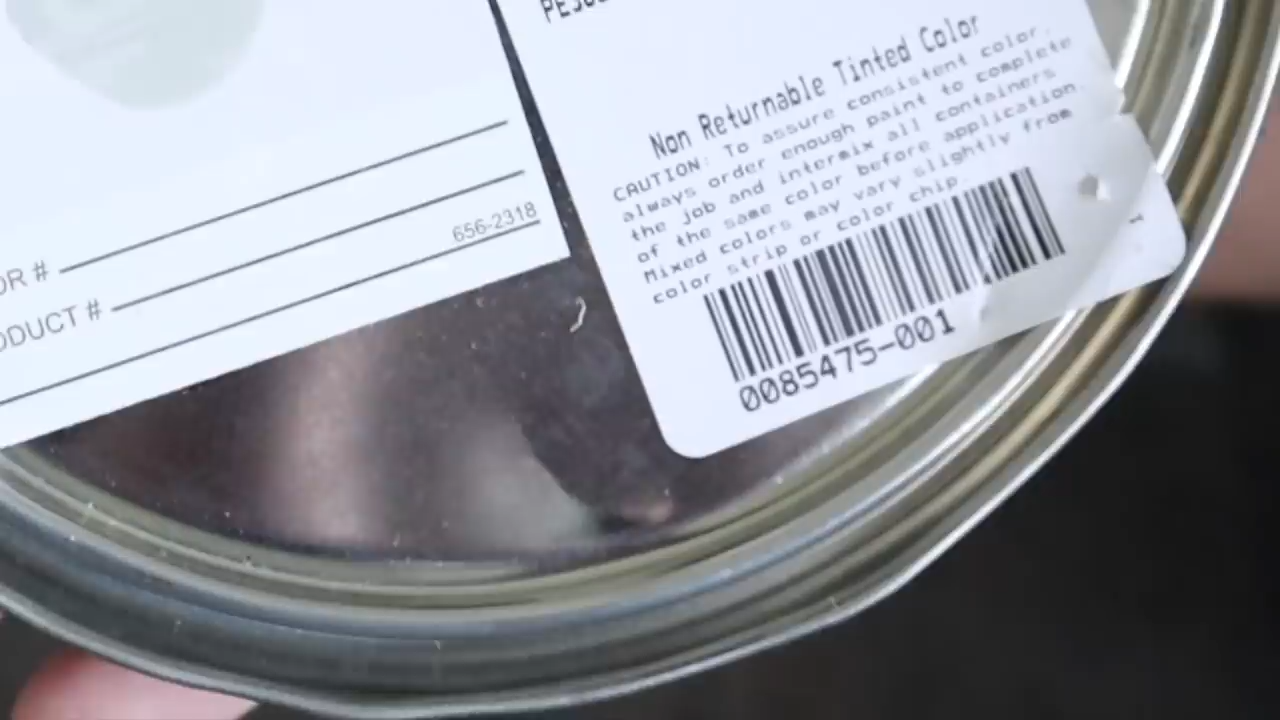 Non Returnable Tinted Color
CAUTION: To assure consistent color,
always order enough paint to complete
the job and intermix all containers
of the same color before application.
Mixed colors may vary slightly from
color strip or color chip.
0085475-001
OR #
656-2318
ODUCT #